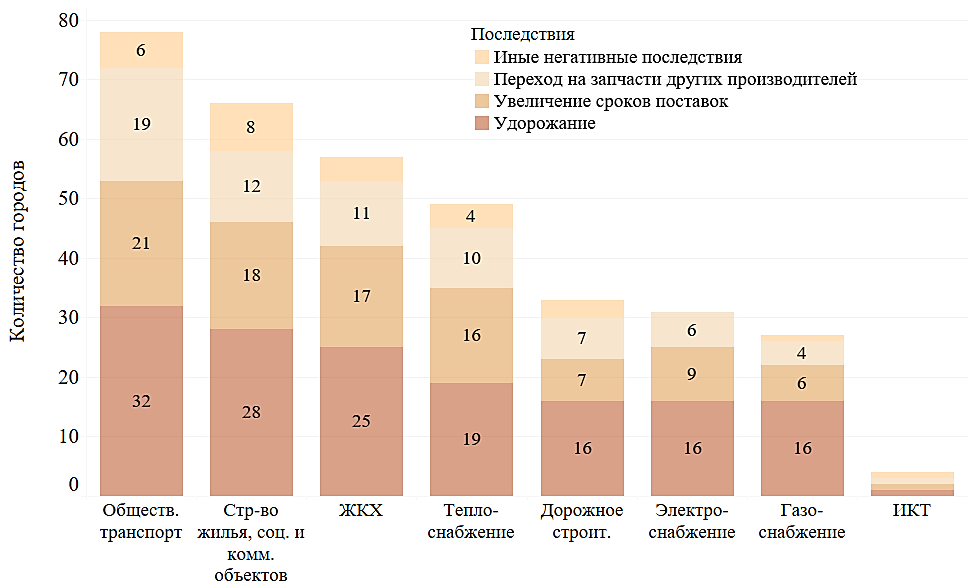 Последствия
Иные негативные последствия
Переход на запчасти других производителей
Увеличение сроков поставок
Удорожание
Количество городов
80
70
60
50
40
30
20
10
0
6
19
21
32
8
12
18
28
11
17
25
4
10
16
19
7
7
16
6
9
16
4
6
16
Обществ. транспорт
Стр-во жилья, соц. и комм. объектов
ЖКХ
Тепло-снабжение
Дорожное строит.
Электро-снабжение
Газо-снабжение
ИКТ